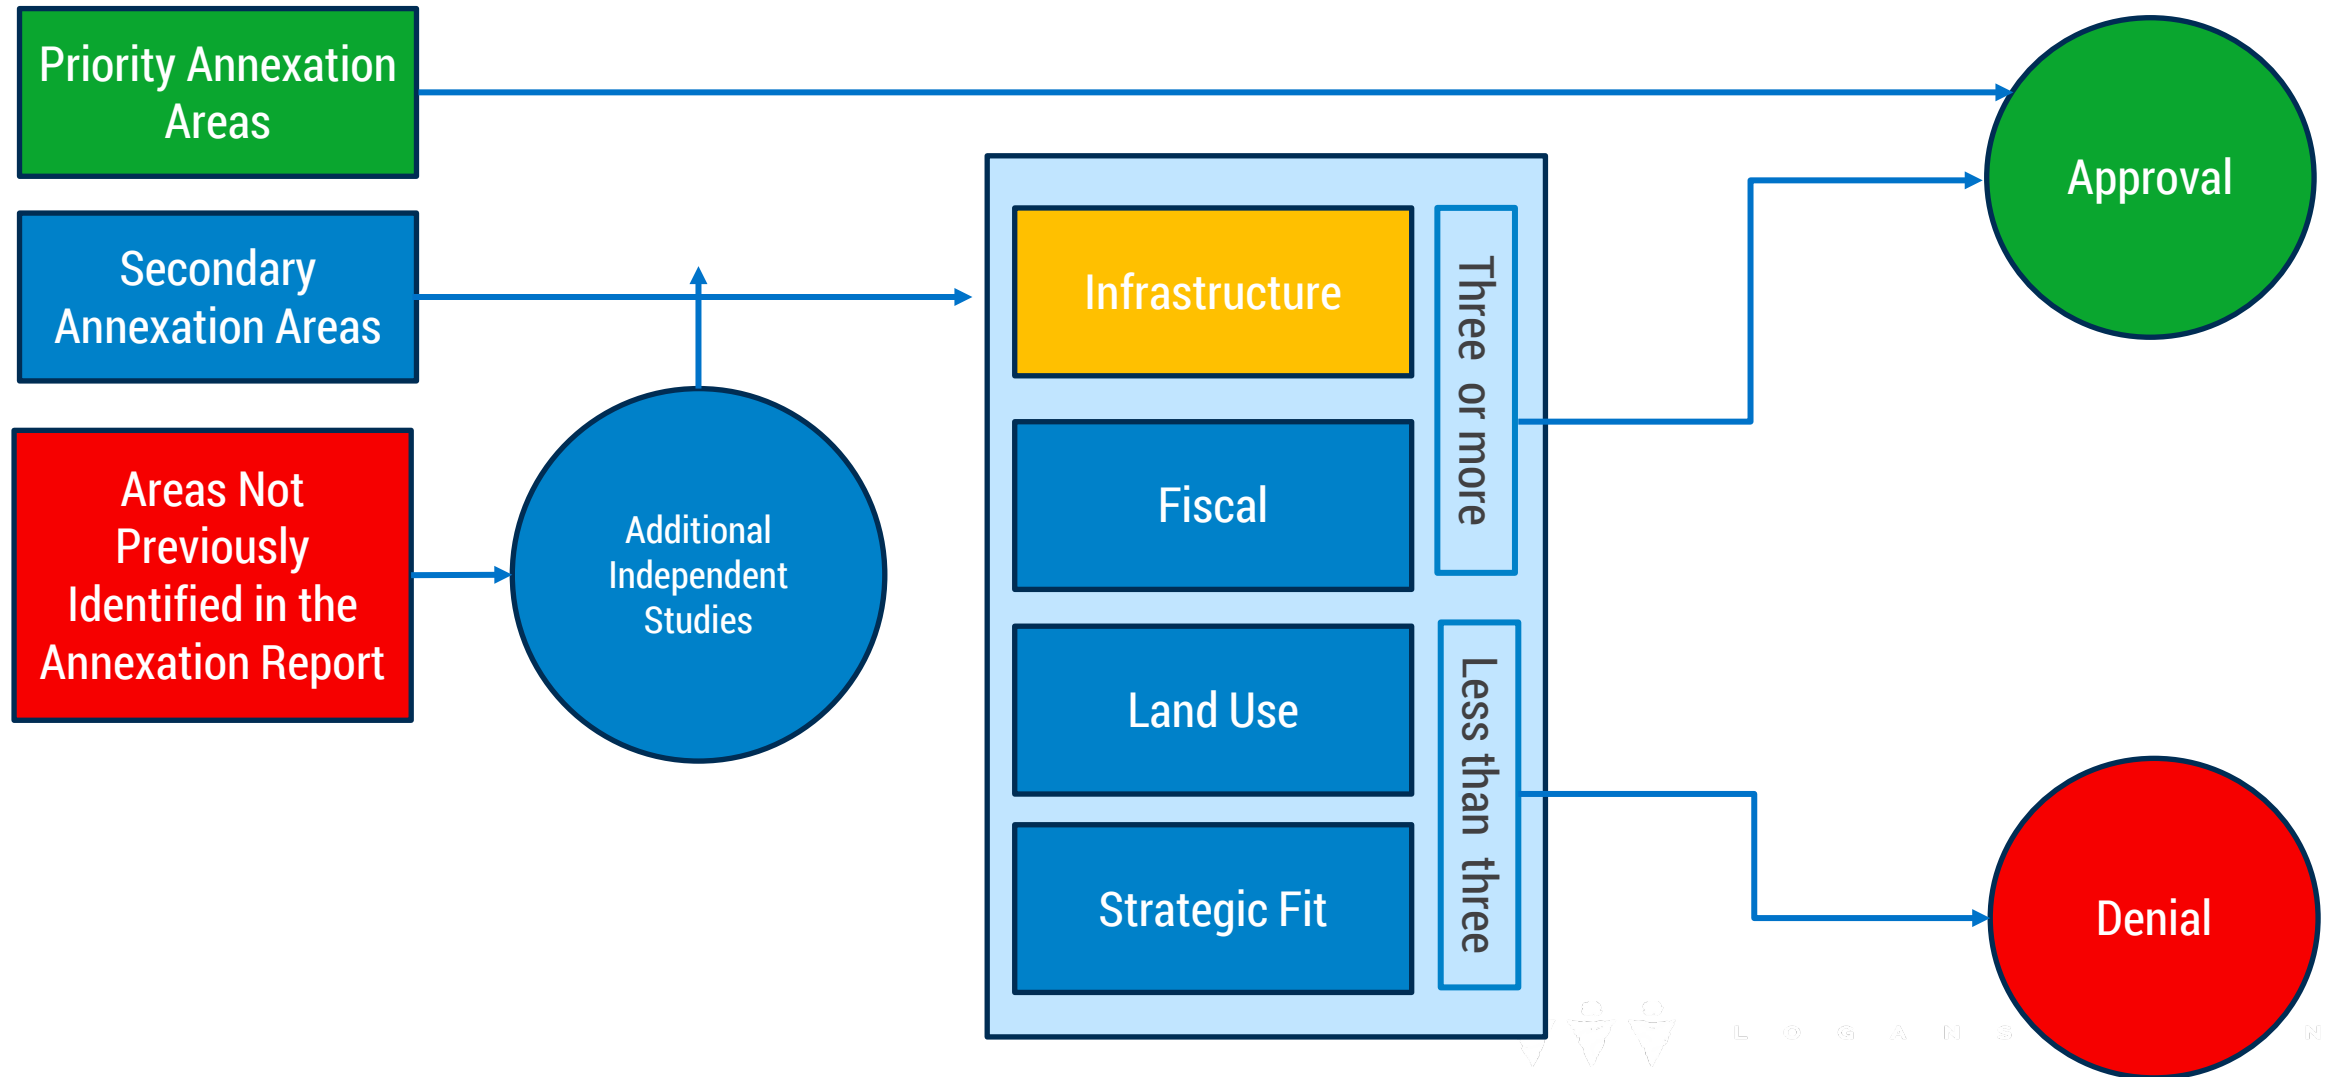 Priority Annexation
Areas
Secondary
Annexation Areas
Areas Not
Previously
Identified in the
Annexation Report
Additional
Independent
Studies
Infrastructure
Fiscal
Land Use
Strategic Fit
Three or more
Less than three
Approval
Denial
L O G A N S
N